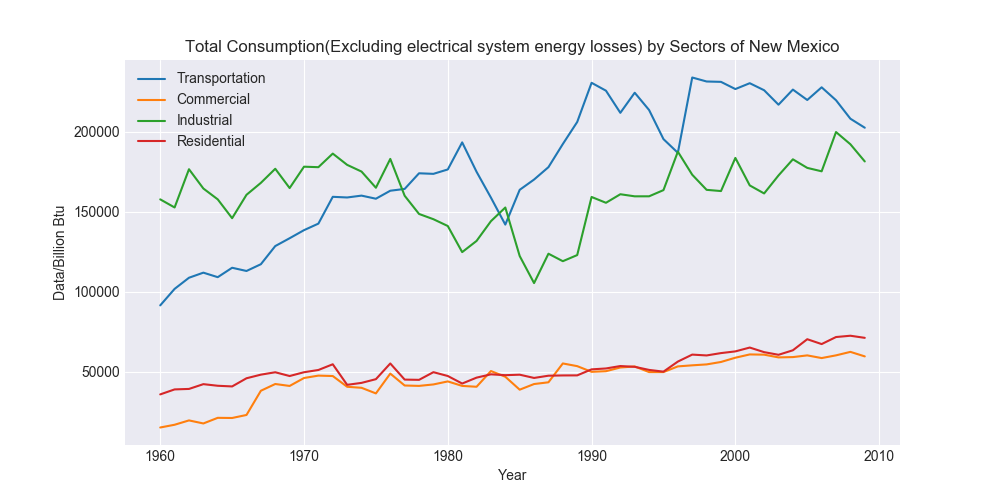 Total Consumption(Excluding electrical system energy losses) by Sectors of New Mexico
Transportation
Commercial
Industrial
Residential
200000
150000
100000
50000
Data/Billion Btu
1960 1970 1980 1990 2000 2010
Year